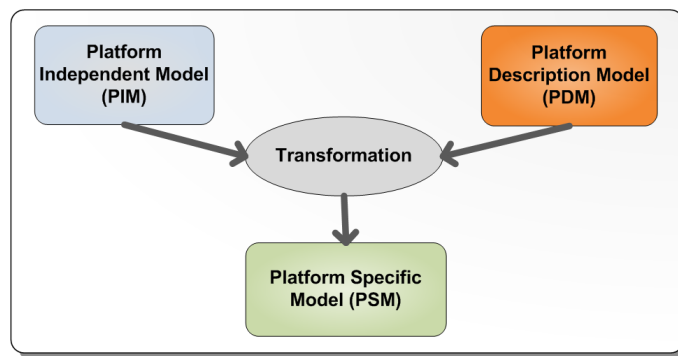 Platform
Independent Model
(PIM)
Platform
Description Model
(PDM)
Transformation
Platform Specific
Model (PSM)